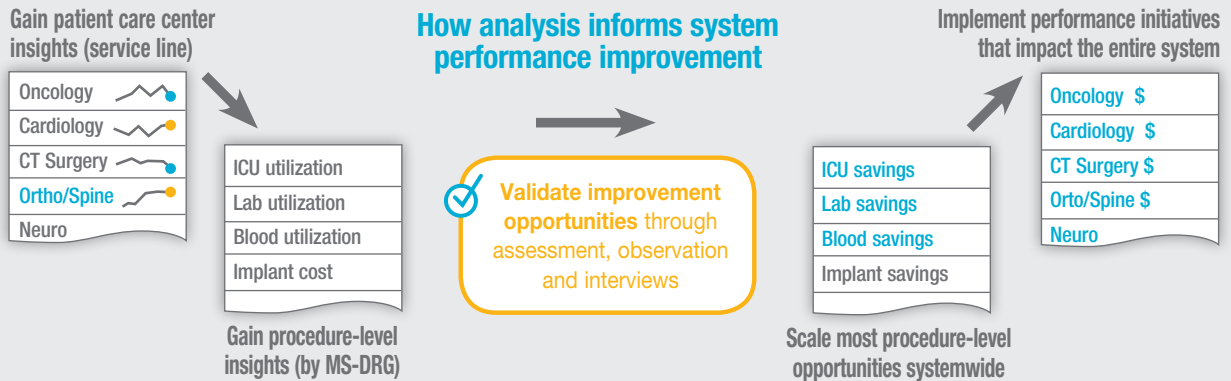 Gain patient care center
insights (service line)
Oncology
Cardiology
CT Surgery
Ortho/Spine
Neuro
ICU utilization
Lab utilization
Blood utilization
Implant cost
Gain procedure-level
insights (by MS-DRG)
How analysis informs system
performance improvement
Validate improvement
opportunities through
assessment, observation
and interviews
ICU savings
Lab savings
Blood savings
Implant savings
Scale most procedure-level
opportunities systemwide
Implement performance initiatives
that impact the entire system
Oncology $
Cardiology $
CT Surgery $
Orto/Spine $
Neuro